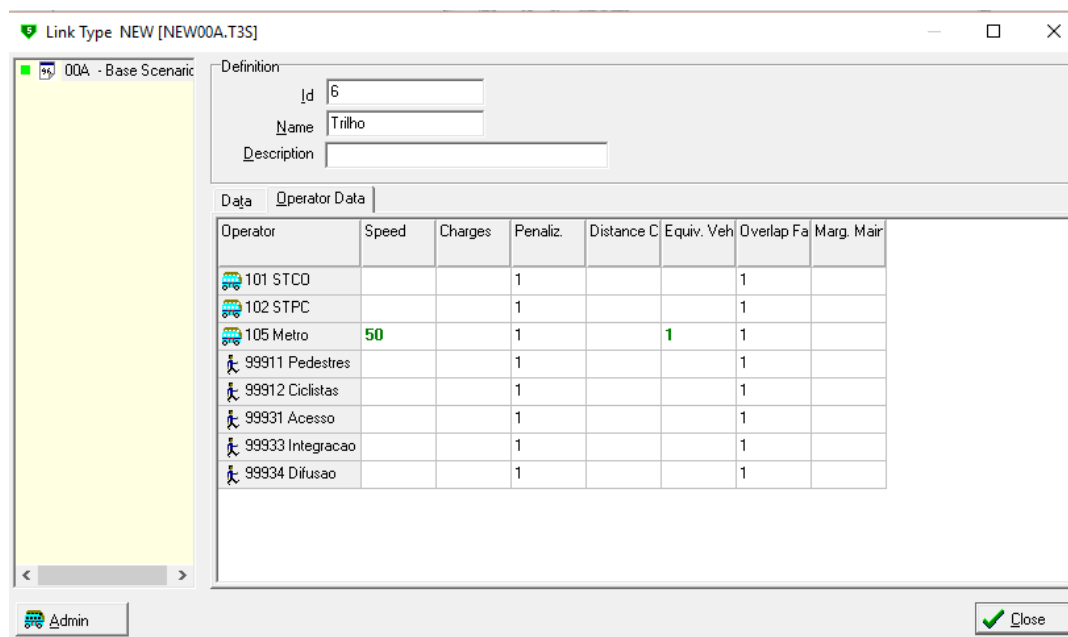 Link Type NEW [NEW00A.T3S]
00A - Base Scenario
Definition
Id 6
Name Trilho
Description
Data Operator Data
Operator Speed Charges Penaliz. Distance C Equiv. Veh Overlap Fa Marg. Mair
101 STCO 1 1
102 STPC 1 1
105 Metro 50 1 1 1
99911 Pedestres 1 1
99912 Ciclistas 1 1
99931 Acesso 1 1
99933 Integracao 1 1
99934 Difusao 1 1
Admin Close